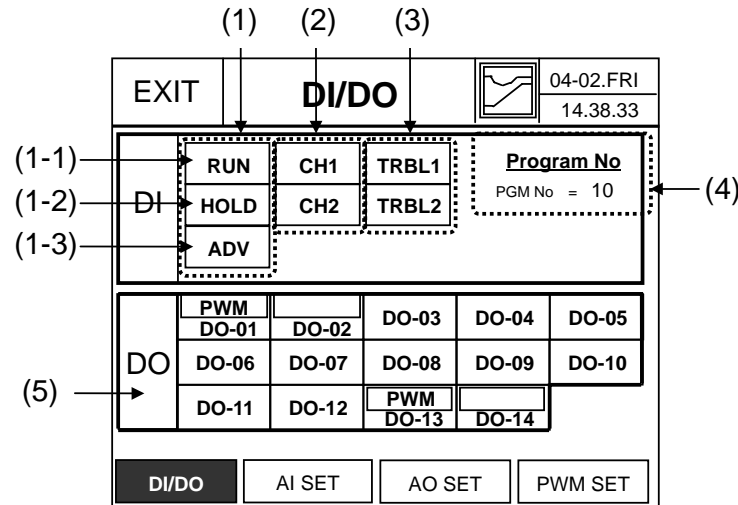 (1) (2) (3)
EXIT DI/DO 04-02.FRI
14.38.33
(1-1) RUN CH1 TRBL1 Program No
(1-2) DI HOLD CH2 TRBL2 PGM No = 10 (4)
(1-3) ADV
PWM
DO-01 DO-02 DO-03 DO-04 DO-05
DO DO-06 DO-07 DO-08 DO-09 DO-10
(5) DO-11 DO-12 PWM
DO-13 DO-14
DI/DO AI SET AO SET PWM SET